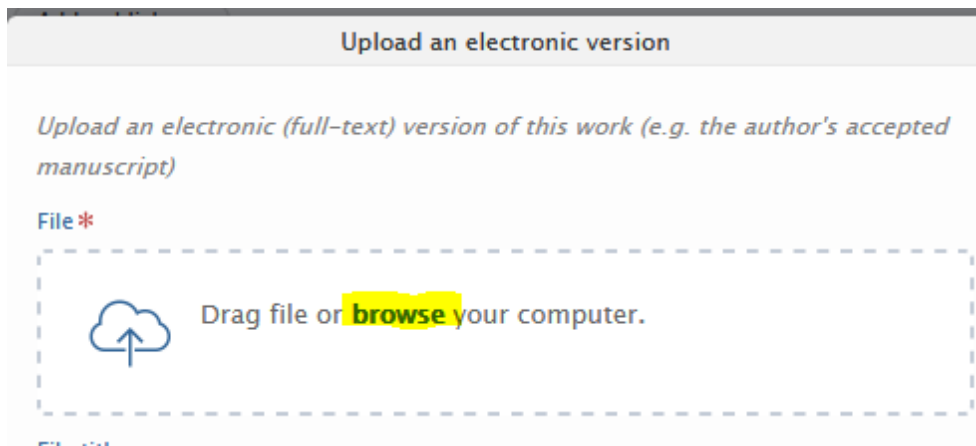 Upload an electronic version
Upload an electronic (full-text) version of this work (e.g. the author's accepted
manuscript)
File*
Drag file or browse your computer.